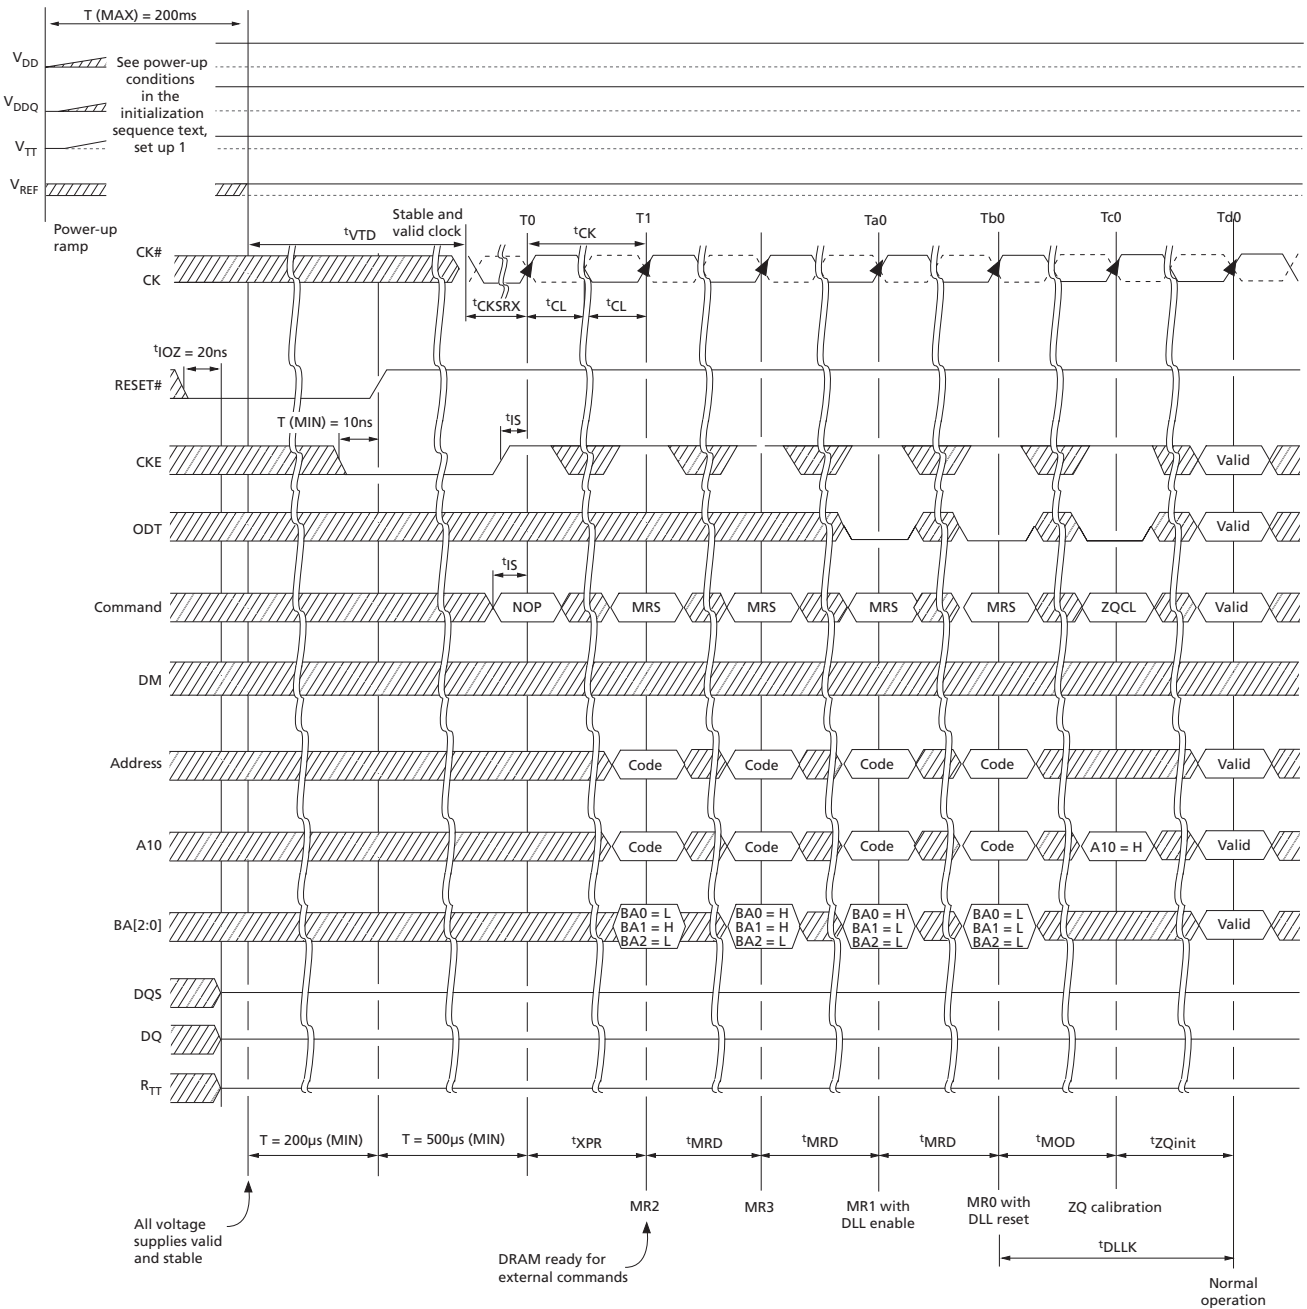 T (MAX) = 200ms
VDD
See power-up
conditions
in the
initialization
sequence text,
set up 1
VDDQ
VTT
VREF
Power-up
ramp
Stable and
valid clock
T0
T1
Ta0
Tb0
Tc0
Td0
tVTD
tCK
CK#
CK
tCKSRX
tCL
tCL
tIOZ = 20ns
RESET#
T (MIN) = 10ns
tIS
CKE
Valid
ODT
Valid
tIS
Command
NOP
MRS
MRS
MRS
MRS
ZQCL
Valid
DM
Address
Code
Code
Code
Code
Valid
A10
Code
Code
Code
Code
A10 = H
Valid
BA[2:0]
BA0 = L
BA1 = H
BA2 = L
BA0 = H
BA1 = H
BA2 = L
BA0 = H
BA1 = L
BA2 = L
BA0 = L
BA1 = L
BA2 = L
Valid
DQS
DQ
RTT
T = 200µs (MIN)
T = 500µs (MIN)
tXPR
tMRD
tMRD
tMRD
tMOD
tZQinit
MR2
MR3
MR1 with
DLL enable
MR0 with
DLL reset
ZQ calibration
All voltage
supplies valid
and stable
DRAM ready for
external commands
tDLLK
Normal
operation